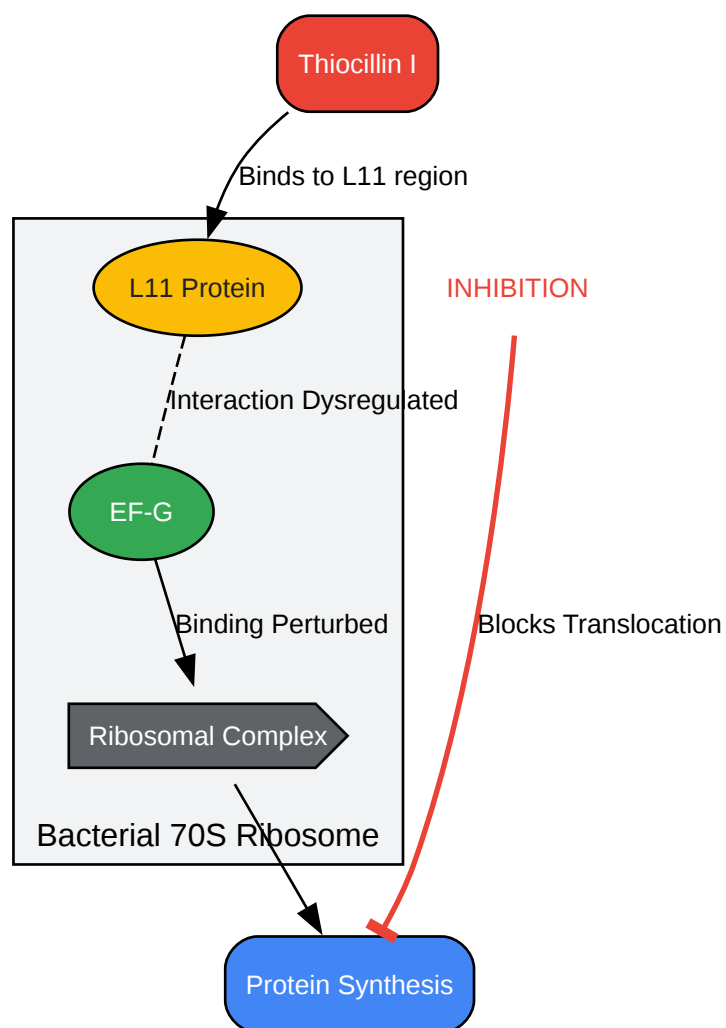 Thiocillin I
Binds to L11 region
L11 Protein
INHIBITION
Interaction Dysregulated
EF-G
Binding Perturbed
Blocks Translocation
Ribosomal Complex
Bacterial 70S Ribosome
Protein Synthesis